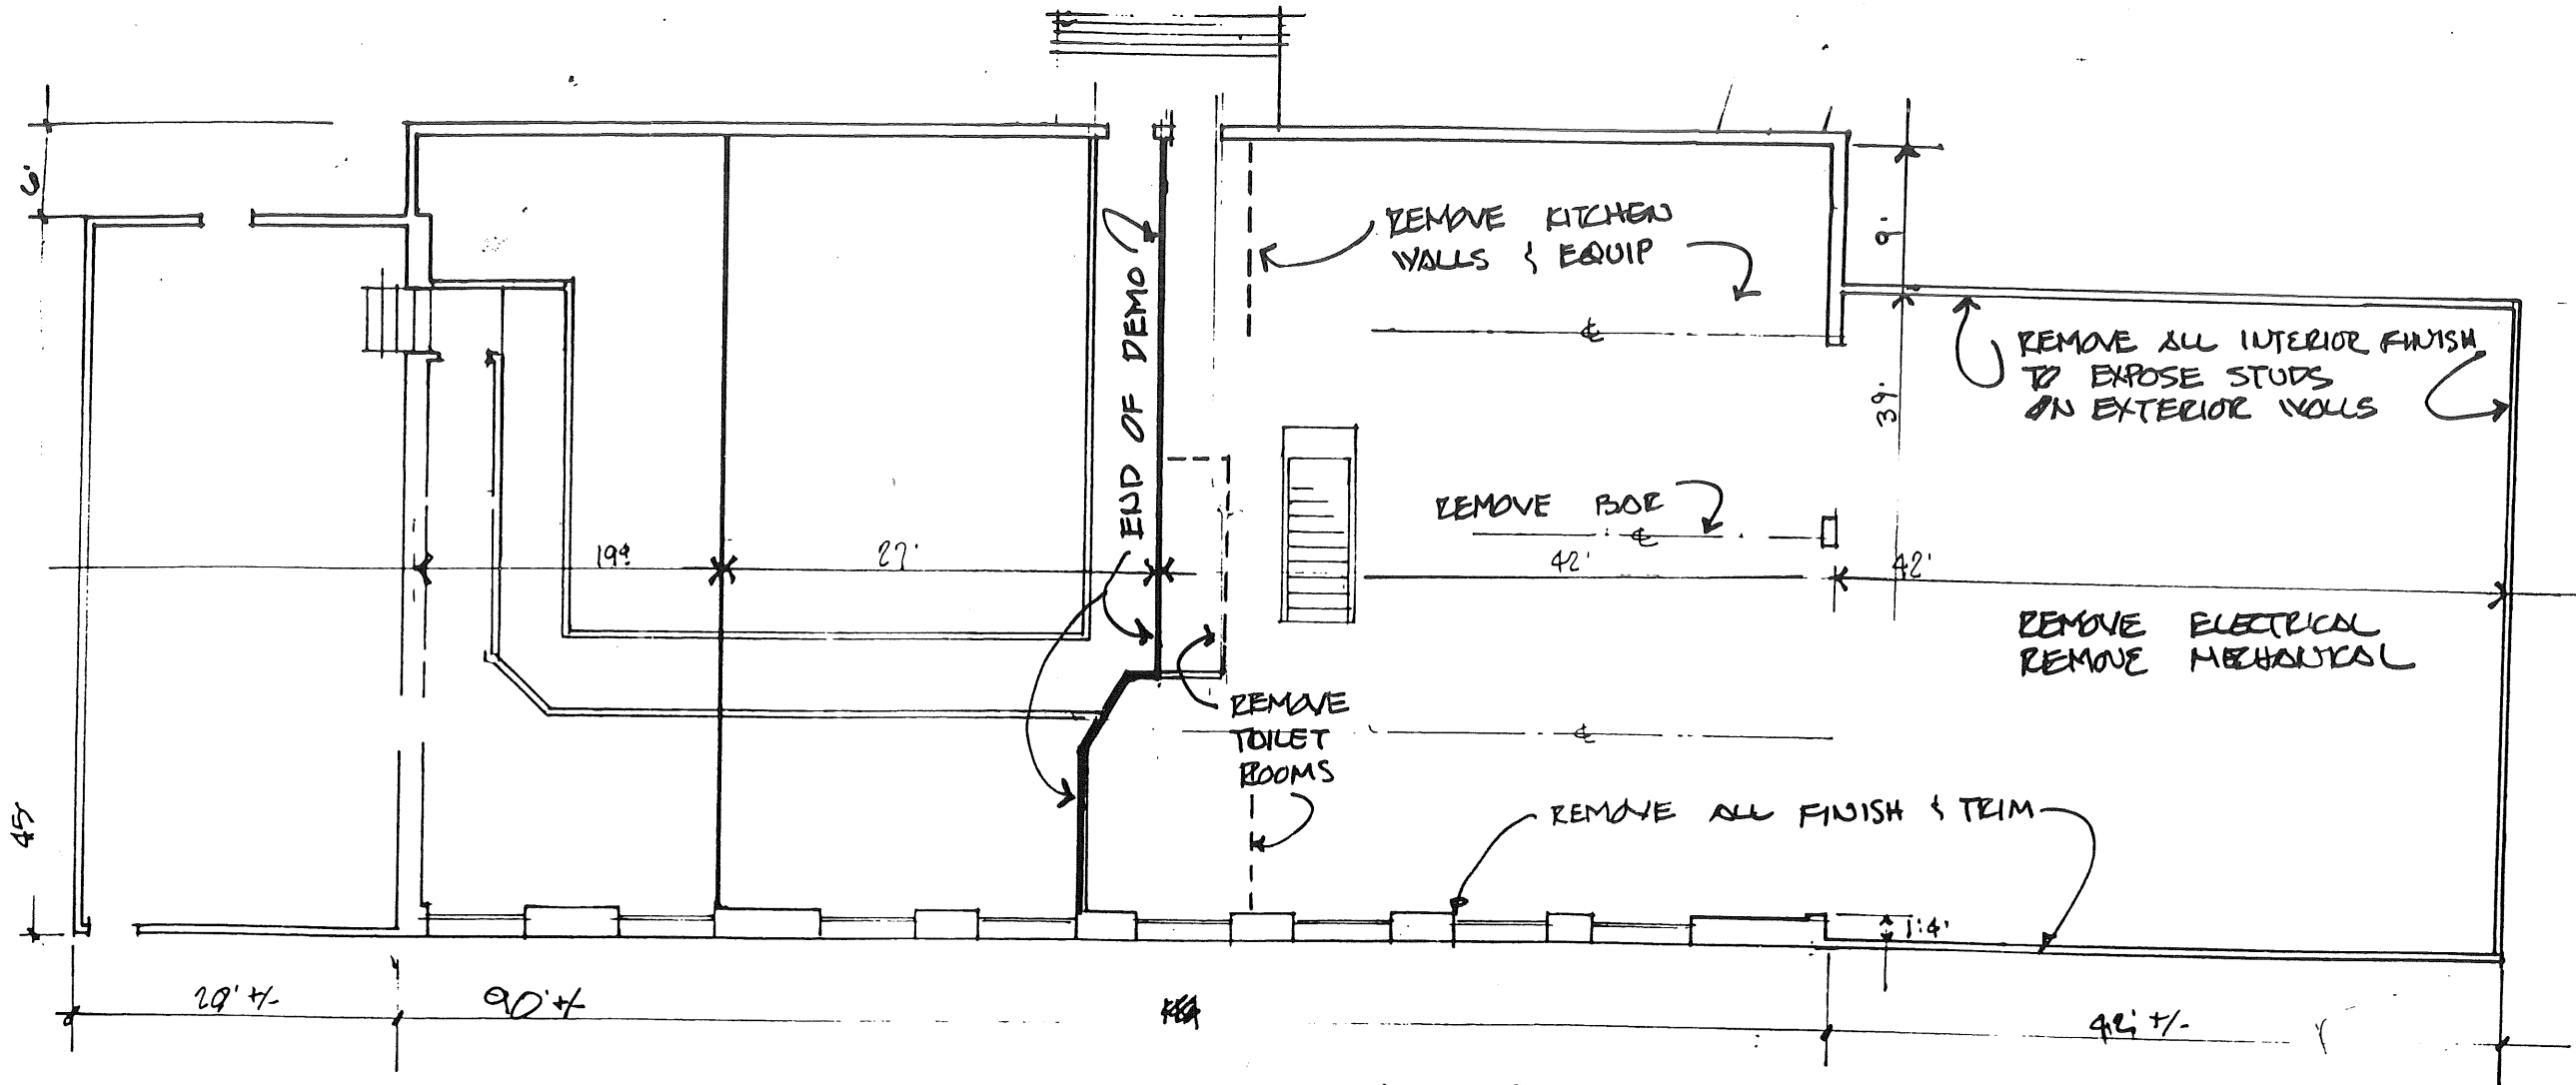 6'
REMOVE KITCHEN
WALLS & EQUIP
9'
END OF DEMO
REMOVE ALL INTERIOR FINISH
TO EXPOSE STUDS
ON EXTERIOR WALLS
39'
REMOVE BAR
27'
42'
42'
REMOVE ELECTRICAL
REMOVE MECHANICAL
REMOVE
TOILET
ROOMS
REMOVE ALL FINISH & TRIM
45'
1'4"
90' +/-
42' +/-